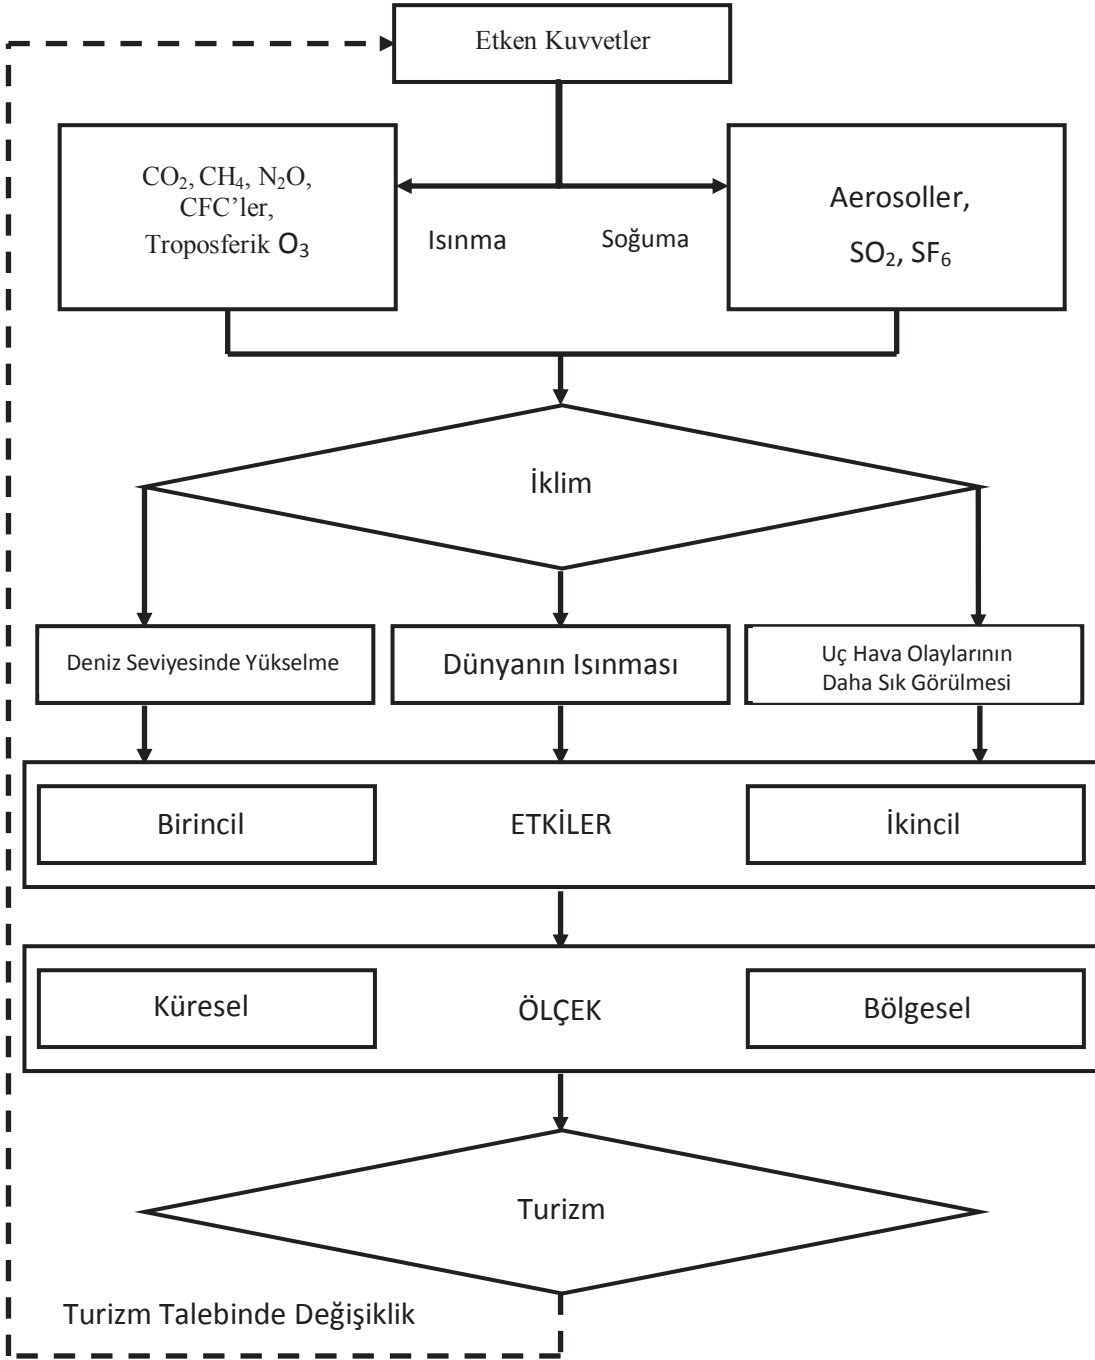 Etken Kuvvetler
CO₂, CH₄, N₂O,
CFC’ler,
Troposferik O₃
Isınma
Soğuma
Aerosoller,
SO₂, SF₆
İklim
Deniz Seviyesinde Yükselme
Dünyanın Isınması
Uç Hava Olaylarının
Daha Sık Görülmesi
Birincil
ETKİLER
İkincil
Küresel
ÖLÇEK
Bölgesel
Turizm
Turizm Talebinde Değişiklik